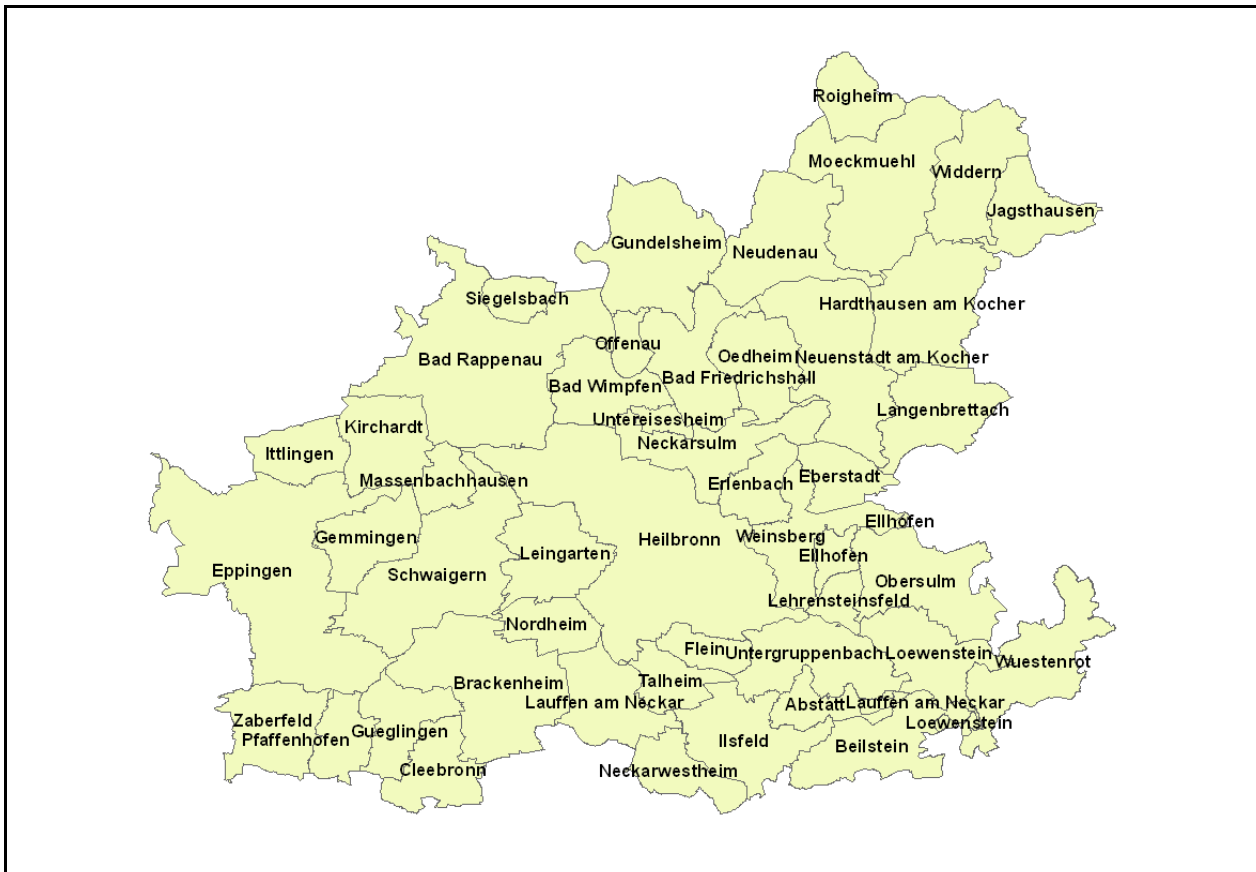 Roigheim
Moeckmuehl
Widdern
Jagsthausen
Gundelsheim
Neudenau
Siegelsbach
Hardthausen am Kocher
Offenau
Bad Rappenau
Oedheim
Neuenstadt am Kocher
Bad Friedrichshall
Bad Wimpfen
Langenbrettach
Untereisesheim
Kirchardt
Neckarsulm
Ittlingen
Massenbachhausen
Erlenbach
Eberstadt
Ellhofen
Gemmingen
Heilbronn
Weinsberg
Leingarten
Ellhofen
Eppingen
Schwaigern
Obersulm
Lehrensteinsfeld
Nordheim
Flein
Untergruppenbach
Loewenstein
Wuestenrot
Talheim
Brackenheim
Lauffen am Neckar
Abstatt
Lauffen am Neckar
Zaberfeld
Loewenstein
Gueglingen
Pfaffenhofen
Ilsfeld
Beilstein
Cleebronn
Neckarwestheim